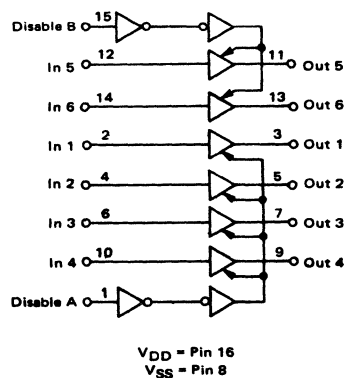 Disable B 15
In 5 12 11 Out 5
In 6 14 13 Out 6
In 1 2 3 Out 1
In 2 4 5 Out 2
In 3 6 7 Out 3
In 4 10 9 Out 4
Disable A 1
VDD = Pin 16
VSS = Pin 8